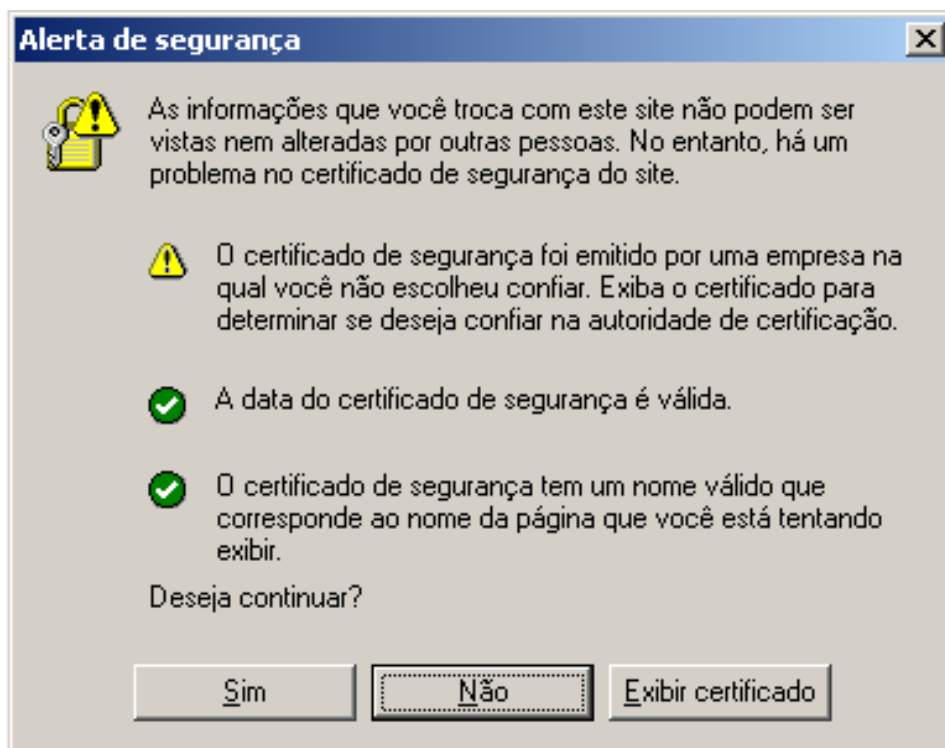 Alerta de segurança
As informações que você troca com este site não podem ser
vistas nem alteradas por outras pessoas. No entanto, há um
problema no certificado de segurança do site.
O certificado de segurança foi emitido por uma empresa na
qual você não escolheu confiar. Exiba o certificado para
determinar se deseja confiar na autoridade de certificação.
A data do certificado de segurança é válida.
O certificado de segurança tem um nome válido que
corresponde ao nome da página que você está tentando
exibir.
Deseja continuar?
Sim Não Exibir certificado